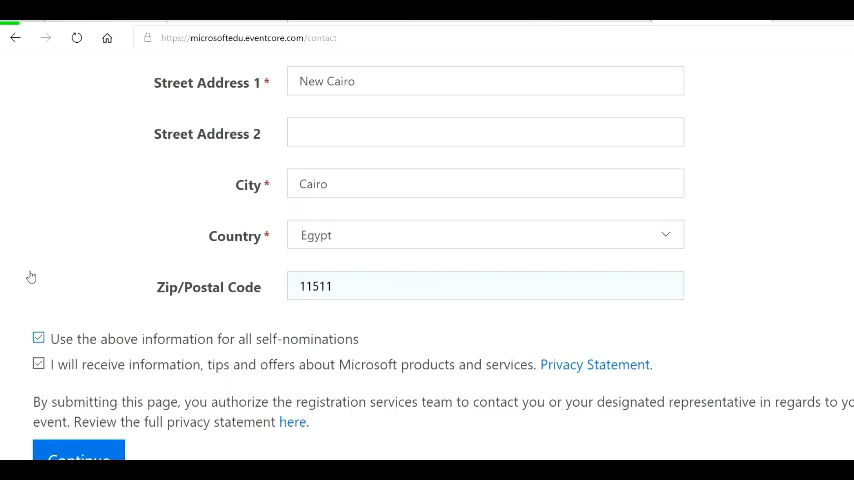 https://microsoftedu.eventcore.com/contact
Street Address 1 * New Cairo
Street Address 2
City * Cairo
Country * Egypt
Zip/Postal Code 11511
Use the above information for all self-nominations
I will receive information, tips and offers about Microsoft products and services. Privacy Statement.
By submitting this page, you authorize the registration services team to contact you or your designated representative in regards to
event. Review the full privacy statement here.
Continue